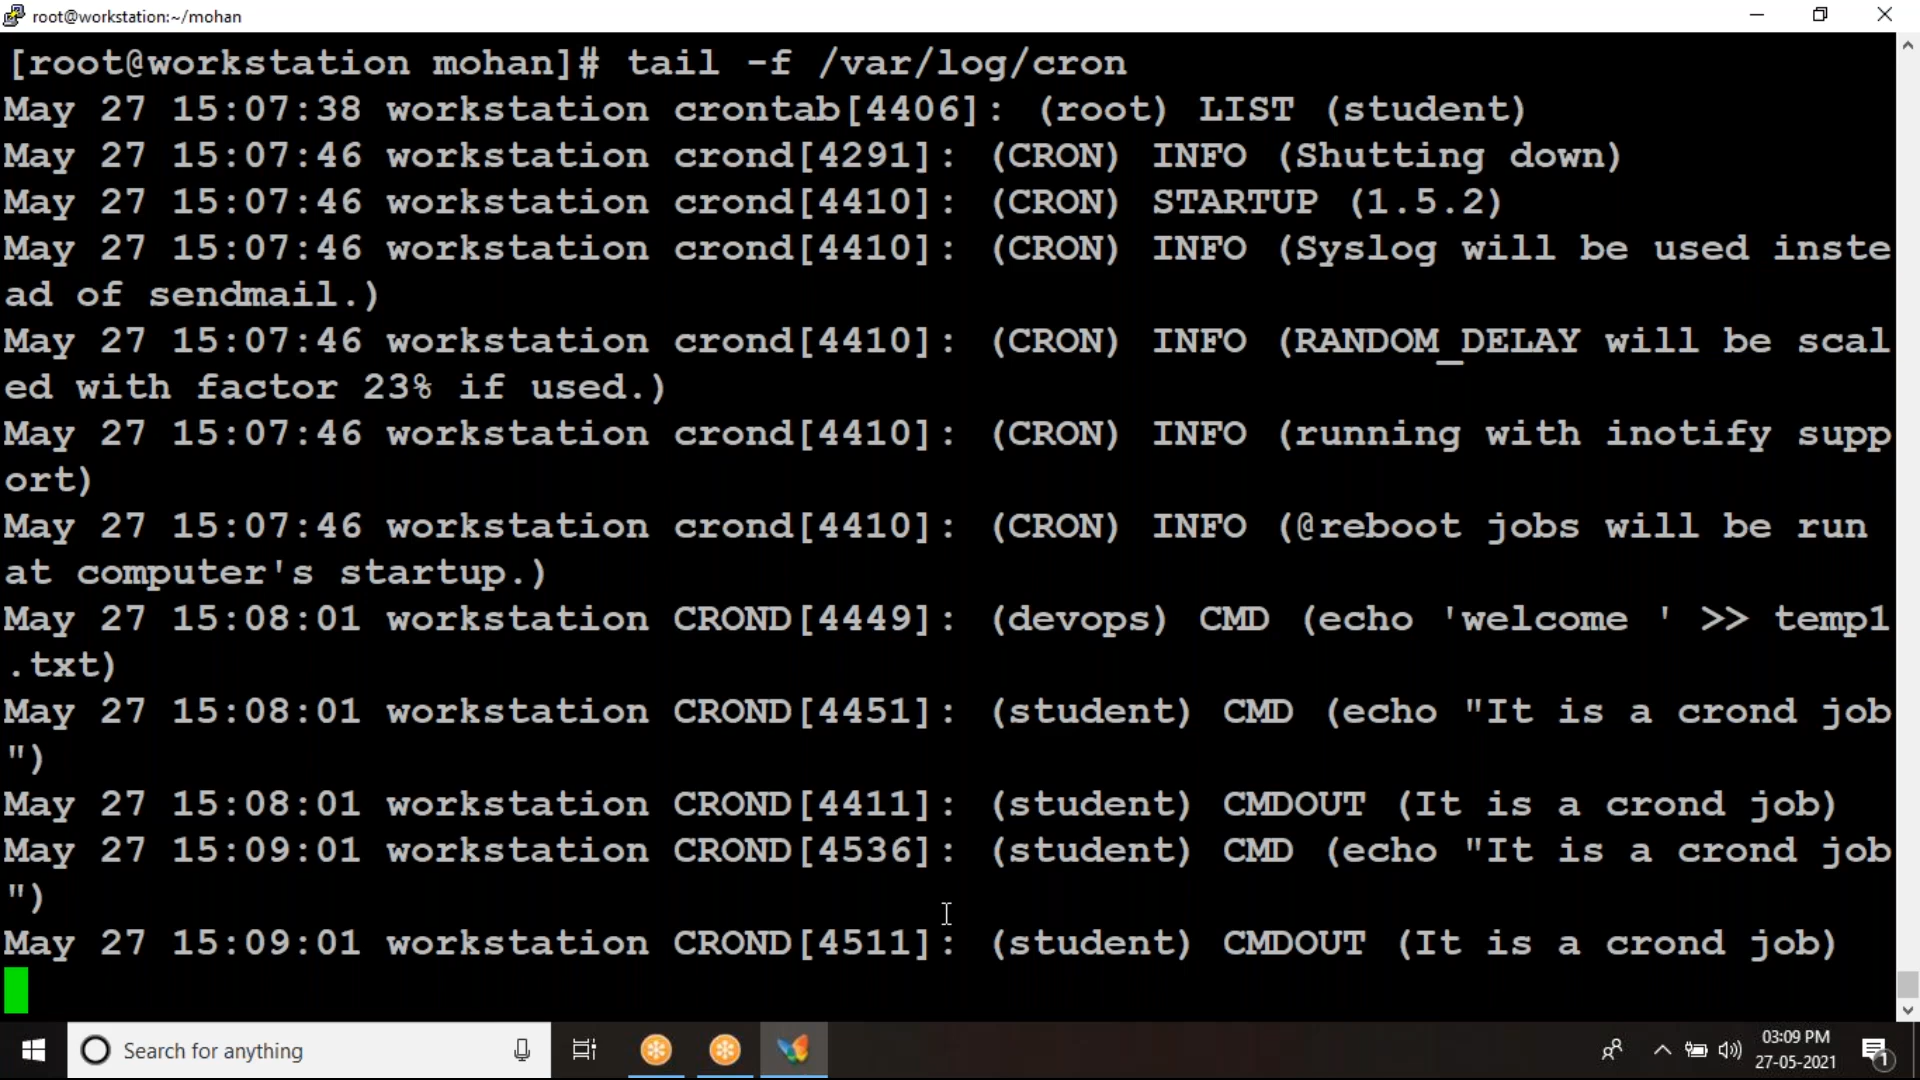 root@workstation:~/mohan
[root@workstation mohan]# tail -f /var/log/cron
May 27 15:07:38 workstation crontab[4406]: (root) LIST (student)
May 27 15:07:46 workstation crond[4291]: (CRON) INFO (Shutting down)
May 27 15:07:46 workstation crond[4410]: (CRON) STARTUP (1.5.2)
May 27 15:07:46 workstation crond[4410]: (CRON) INFO (Syslog will be used inste
ad of sendmail.)
May 27 15:07:46 workstation crond[4410]: (CRON) INFO (RANDOM_DELAY will be scal
ed with factor 23% if used.)
May 27 15:07:46 workstation crond[4410]: (CRON) INFO (running with inotify supp
ort)
May 27 15:07:46 workstation crond[4410]: (CRON) INFO (@reboot jobs will be run
at computer's startup.)
May 27 15:08:01 workstation CROND[4449]: (devops) CMD (echo 'welcome ' >> temp1
.txt)
May 27 15:08:01 workstation CROND[4451]: (student) CMD (echo "It is a crond job
")
May 27 15:08:01 workstation CROND[4411]: (student) CMDOUT (It is a crond job)
May 27 15:09:01 workstation CROND[4536]: (student) CMD (echo "It is a crond job
")
May 27 15:09:01 workstation CROND[4511]: (student) CMDOUT (It is a crond job)
Search for anything
03:09 PM
27-05-2021
1